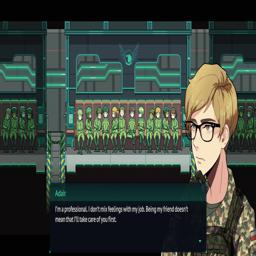 Adair
I'm a professional. I don't mix feelings with my job. Being my friend doesn't
mean that I'll take care of you first.